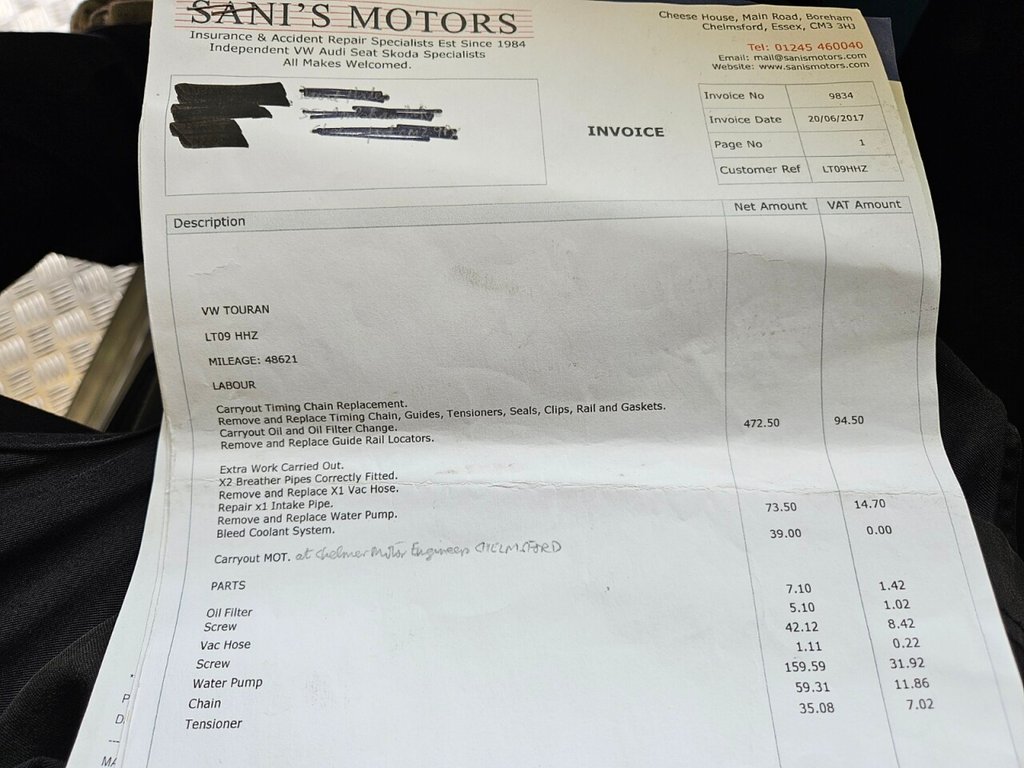 SANI'S MOTORS
Insurance & Accident Repair Specialists Est Since 1984
Independent VW Audi Seat Skoda Specialists
All Makes Welcomed.
Cheese House, Main Road, Boreham
Chelmsford, Essex, CM3 3HJ
Tel: 01245 460040
Email: mail@sanismotors.com
Website: www.sanismotors.com
INVOICE
Invoice No 9834
Invoice Date 20/06/2017
Page No 1
Customer Ref LT09HHZ
Description Net Amount VAT Amount
VW TOURAN
LT09 HHZ
MILEAGE: 48621
LABOUR
Carryout Timing Chain Replacement.
Remove and Replace Timing Chain, Guides, Tensioners, Seals, Clips, Rail and Gaskets.
Carryout Oil and Oil Filter Change. 472.50 94.50
Remove and Replace Guide Rail Locators.
Extra Work Carried Out.
X2 Breather Pipes Correctly Fitted.
Remove and Replace X1 Vac Hose.
Repair x1 Intake Pipe. 73.50 14.70
Remove and Replace Water Pump.
Bleed Coolant System. 39.00 0.00
Carryout MOT. at Chelmer Motor Engineers CHELMSFORD
PARTS 7.10 1.42
Oil Filter 5.10 1.02
Screw 42.12 8.42
Vac Hose 1.11 0.22
Screw 159.59 31.92
Water Pump 59.31 11.86
Chain 35.08 7.02
Tensioner